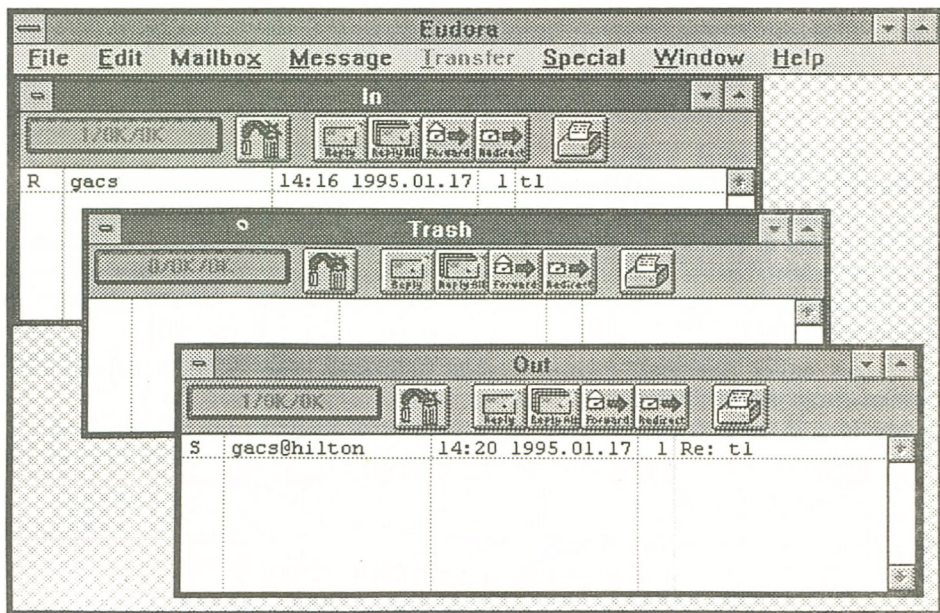 Eudora
File Edit Mailbox Message Transfer Special Window Help
In
1/0K/0K
Reply Reply All Forward Redirect
R gacs 14:16 1995.01.17 1 tl
Trash
0/0K/0K
Reply Reply All Forward Redirect
Out
1/0K/0K
Reply Reply All Forward Redirect
S gacs@hilton 14:20 1995.01.17 1 Re: tl